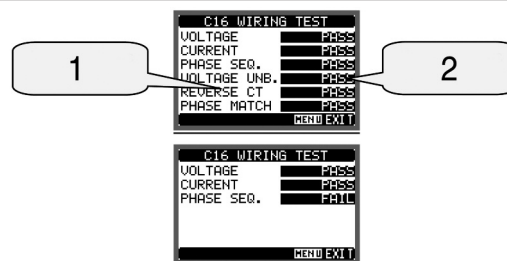 C16 WIRING TEST
VOLTAGE PASS
CURRENT PASS
PHASE SEQ. PASS
VOLTAGE UNB. PASS
REVERSE CT PASS
PHASE MATCH PASS
MENU EXIT
1
2
C16 WIRING TEST
VOLTAGE PASS
CURRENT PASS
PHASE SEQ. FAIL
MENU EXIT